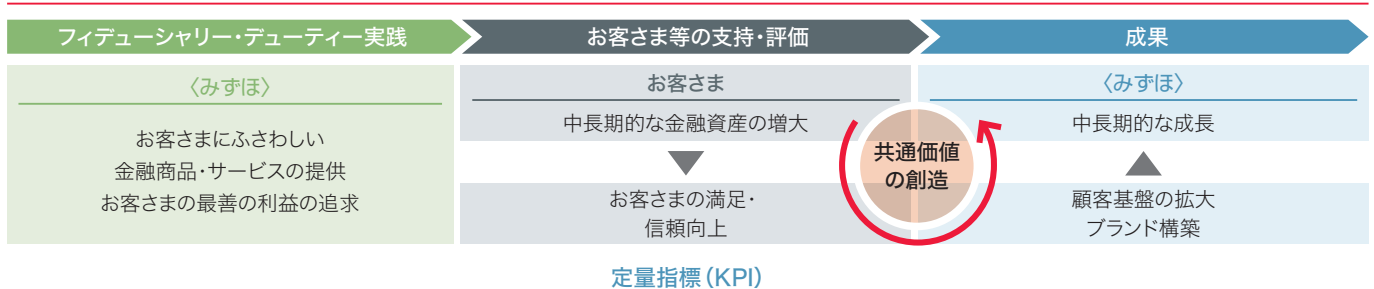 フィデューシャリー・デューティー実践
お客さま等の支持・評価
成果
〈みずほ〉
お客さまにふさわしい
金融商品・サービスの提供
お客さまの最善の利益の追求
お客さま
中長期的な金融資産の増大
お客さまの満足・
信頼向上
共通価値
の創造
〈みずほ〉
中長期的な成長
顧客基盤の拡大
ブランド構築
定量指標(KPI)